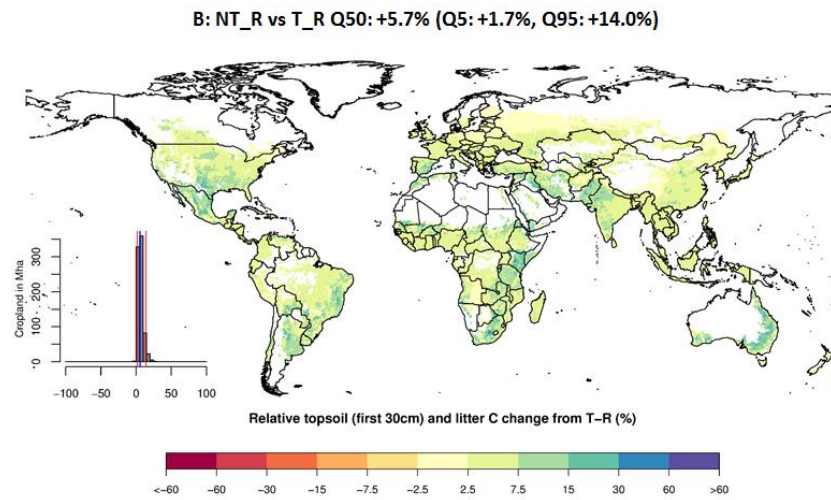 B: NT_R vs T_R Q50: +5.7% (Q5: +1.7%, Q95: +14.0%)
Cropland in Mha
0 100 200 300
−100 −50 0 50 100
Relative topsoil (first 30cm) and litter C change from T−R (%)
<−60 −60 −30 −15 −7.5 −2.5 2.5 7.5 15 30 60 >60